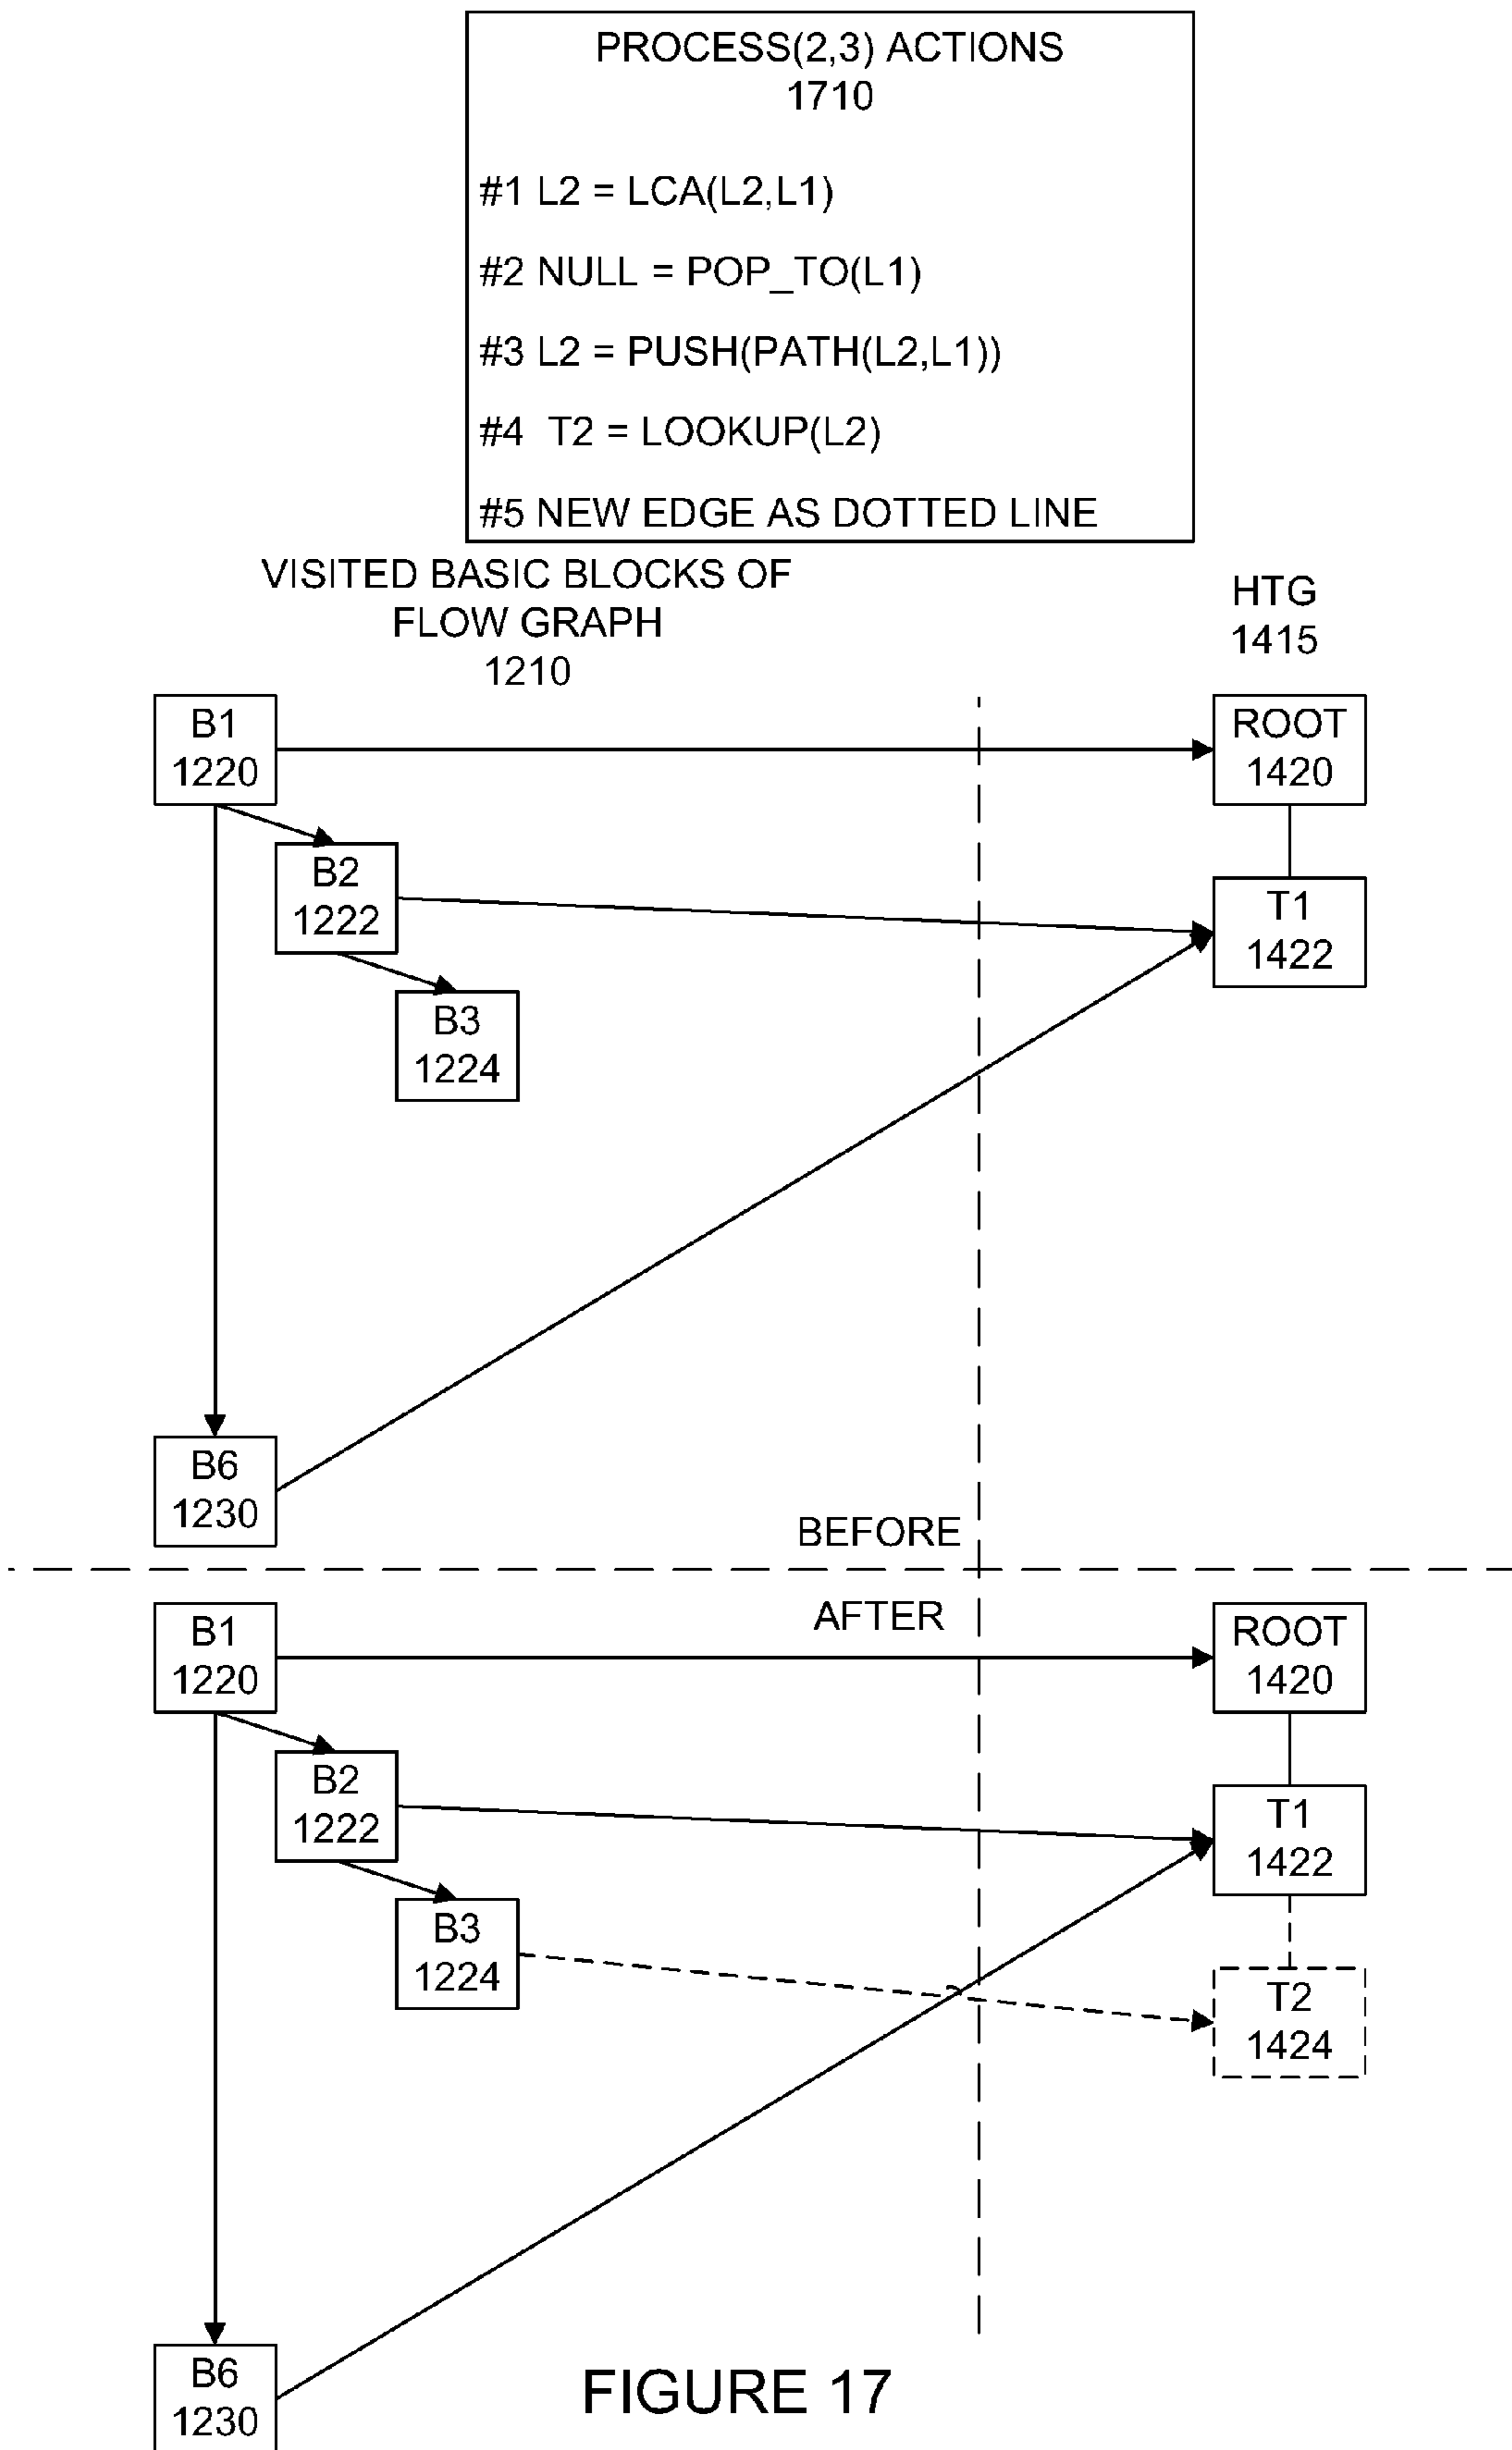 PROCESS(2,3) ACTIONS
1710
#1 L2 = LCA(L2,L1)
#2 NULL = POP_TO(L1)
#3 L2 = PUSH(PATH(L2,L1))
#4 T2 = LOOKUP(L2)
#5 NEW EDGE AS DOTTED LINE
VISITED BASIC BLOCKS OF
FLOW GRAPH
1210
HTG
1415
B1
1220
ROOT
1420
B2
1222
T1
1422
B3
1224
B6
1230
BEFORE
AFTER
B1
1220
ROOT
1420
B2
1222
T1
1422
B3
1224
T2
1424
B6
1230
FIGURE 17